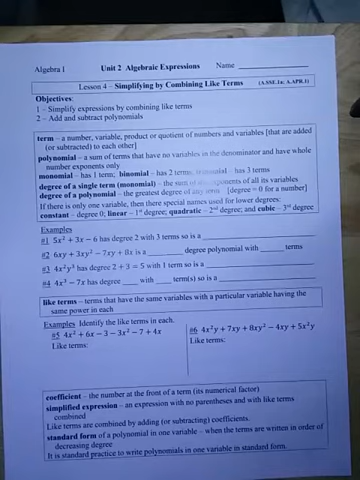 Algebra I Unit 2 Algebraic Expressions Name ____________
Lesson 4 – Simplifying by Combining Like Terms (A.SSE.1a; A.APR.1)
Objectives:
1 – Simplify expressions by combining like terms
2 – Add and subtract polynomials
term – a number, variable, product or quotient of numbers and variables [that are added
(or subtracted) to each other]
polynomial – a sum of terms that have no variables in the denominator and have whole
number exponents only
monomial – has 1 term; binomial – has 2 terms; trinomial – has 3 terms
degree of a single term (monomial) – the sum of the exponents of all its variables
degree of a polynomial – the greatest degree of any term [degree = 0 for a number]
If there is only one variable, then there special names used for lower degrees:
constant – degree 0; linear – 1st degree; quadratic – 2nd degree; and cubic – 3rd degree
Examples
#1 5x² + 3x − 6 has degree 2 with 3 terms so is a ____________
#2 6xy + 3xy² − 7xy + 8x is a ____________ degree polynomial with ______ terms
#3 4x²y³ has degree 2 + 3 = 5 with 1 term so is a ____________
#4 4x³ − 7x has degree ____ with ____ term(s) so is a ____________
like terms – terms that have the same variables with a particular variable having the
same power in each
Examples Identify the like terms in each.
#5 4x² + 6x − 3 − 3x² − 7 + 4x
Like terms:
#6 4x²y + 7xy + 8xy² − 4xy + 5x²y
Like terms:
coefficient – the number at the front of a term (its numerical factor)
simplified expression – an expression with no parentheses and with like terms
combined
Like terms are combined by adding (or subtracting) coefficients.
standard form of a polynomial in one variable – when the terms are written in order of
decreasing degree
It is standard practice to write polynomials in one variable in standard form.